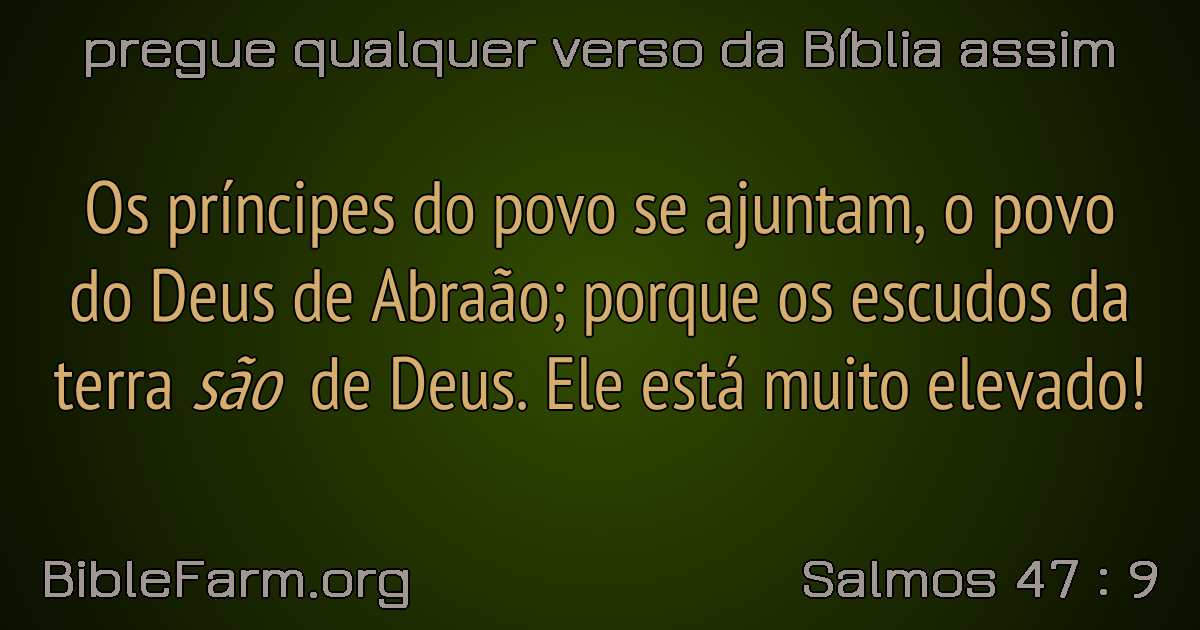 pregue qualquer verso da Bíblia assim
Os príncipes do povo se ajuntam, o povo
do Deus de Abraão; porque os escudos da
terra são de Deus. Ele está muito elevado!
BibleFarm.org
Salmos 47 : 9